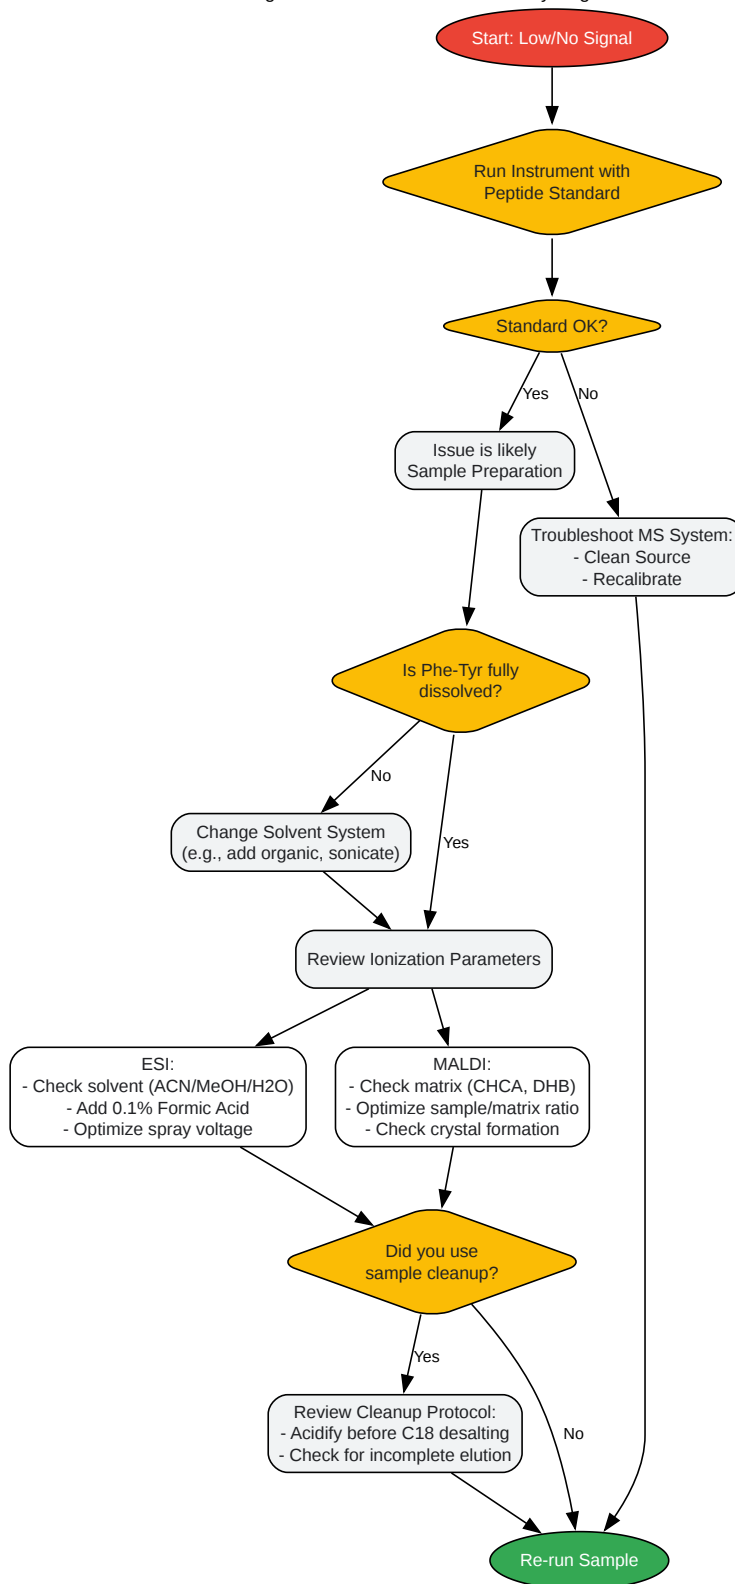 Start: Low/No Signal
Run Instrument with
Peptide Standard
Standard OK?
Yes
No
Issue is likely
Sample Preparation
Troubleshoot MS System:
- Clean Source
- Recalibrate
Is Phe-Tyr fully
dissolved?
No
Yes
Change Solvent System
(e.g., add organic, sonicate)
Review Ionization Parameters
ESI:
- Check solvent (ACN/MeOH/H2O)
- Add 0.1% Formic Acid
- Optimize spray voltage
MALDI:
- Check matrix (CHCA, DHB)
- Optimize sample/matrix ratio
- Check crystal formation
Did you use
sample cleanup?
Yes
No
Review Cleanup Protocol:
- Acidify before C18 desalting
- Check for incomplete elution
Re-run Sample